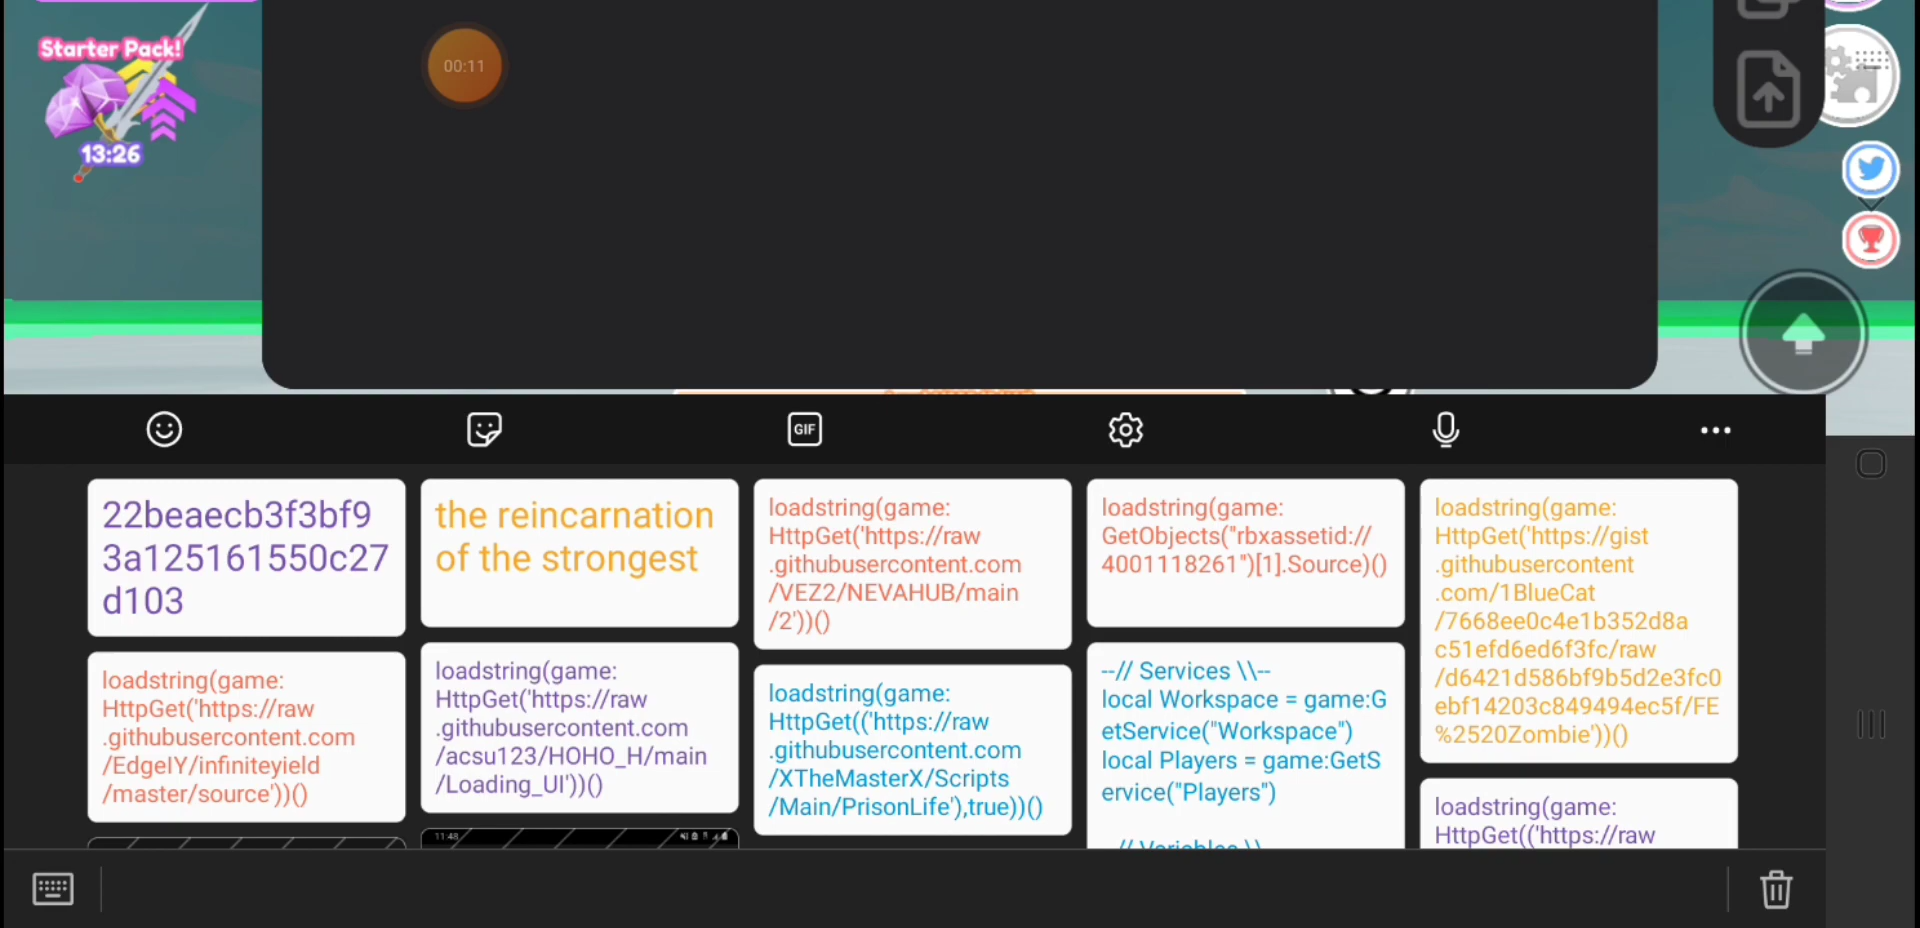 Starter Pack!
13:26
00:11
GIF
22beaecb3f3bf9
3a125161550c27
d103
the reincarnation
of the strongest
loadstring(game:
HttpGet('https://raw
.githubusercontent.com
/VEZ2/NEVAHUB/main
/2'))()
loadstring(game:
GetObjects("rbxassetid://
4001118261")[1].Source)()
loadstring(game:
HttpGet('https://gist
.githubusercontent
.com/1BlueCat
/7668ee0c4e1b352d8a
c51efd6ed6f3fc/raw
/d6421d586bf9b5d2e3fc0
ebf14203c849494ec5f/FE
%2520Zombie'))()
loadstring(game:
HttpGet('https://raw
.githubusercontent.com
/EdgeIY/infiniteyield
/master/source'))()
loadstring(game:
HttpGet('https://raw
.githubusercontent.com
/acsu123/HOHO_H/main
/Loading_UI'))()
loadstring(game:
HttpGet(('https://raw
.githubusercontent.com
/XTheMasterX/Scripts
/Main/PrisonLife'),true))()
--// Services \\--
local Workspace = game:G
etService("Workspace")
local Players = game:GetS
ervice("Players")
--// Variables \\
loadstring(game:
HttpGet(('https://raw
11:48